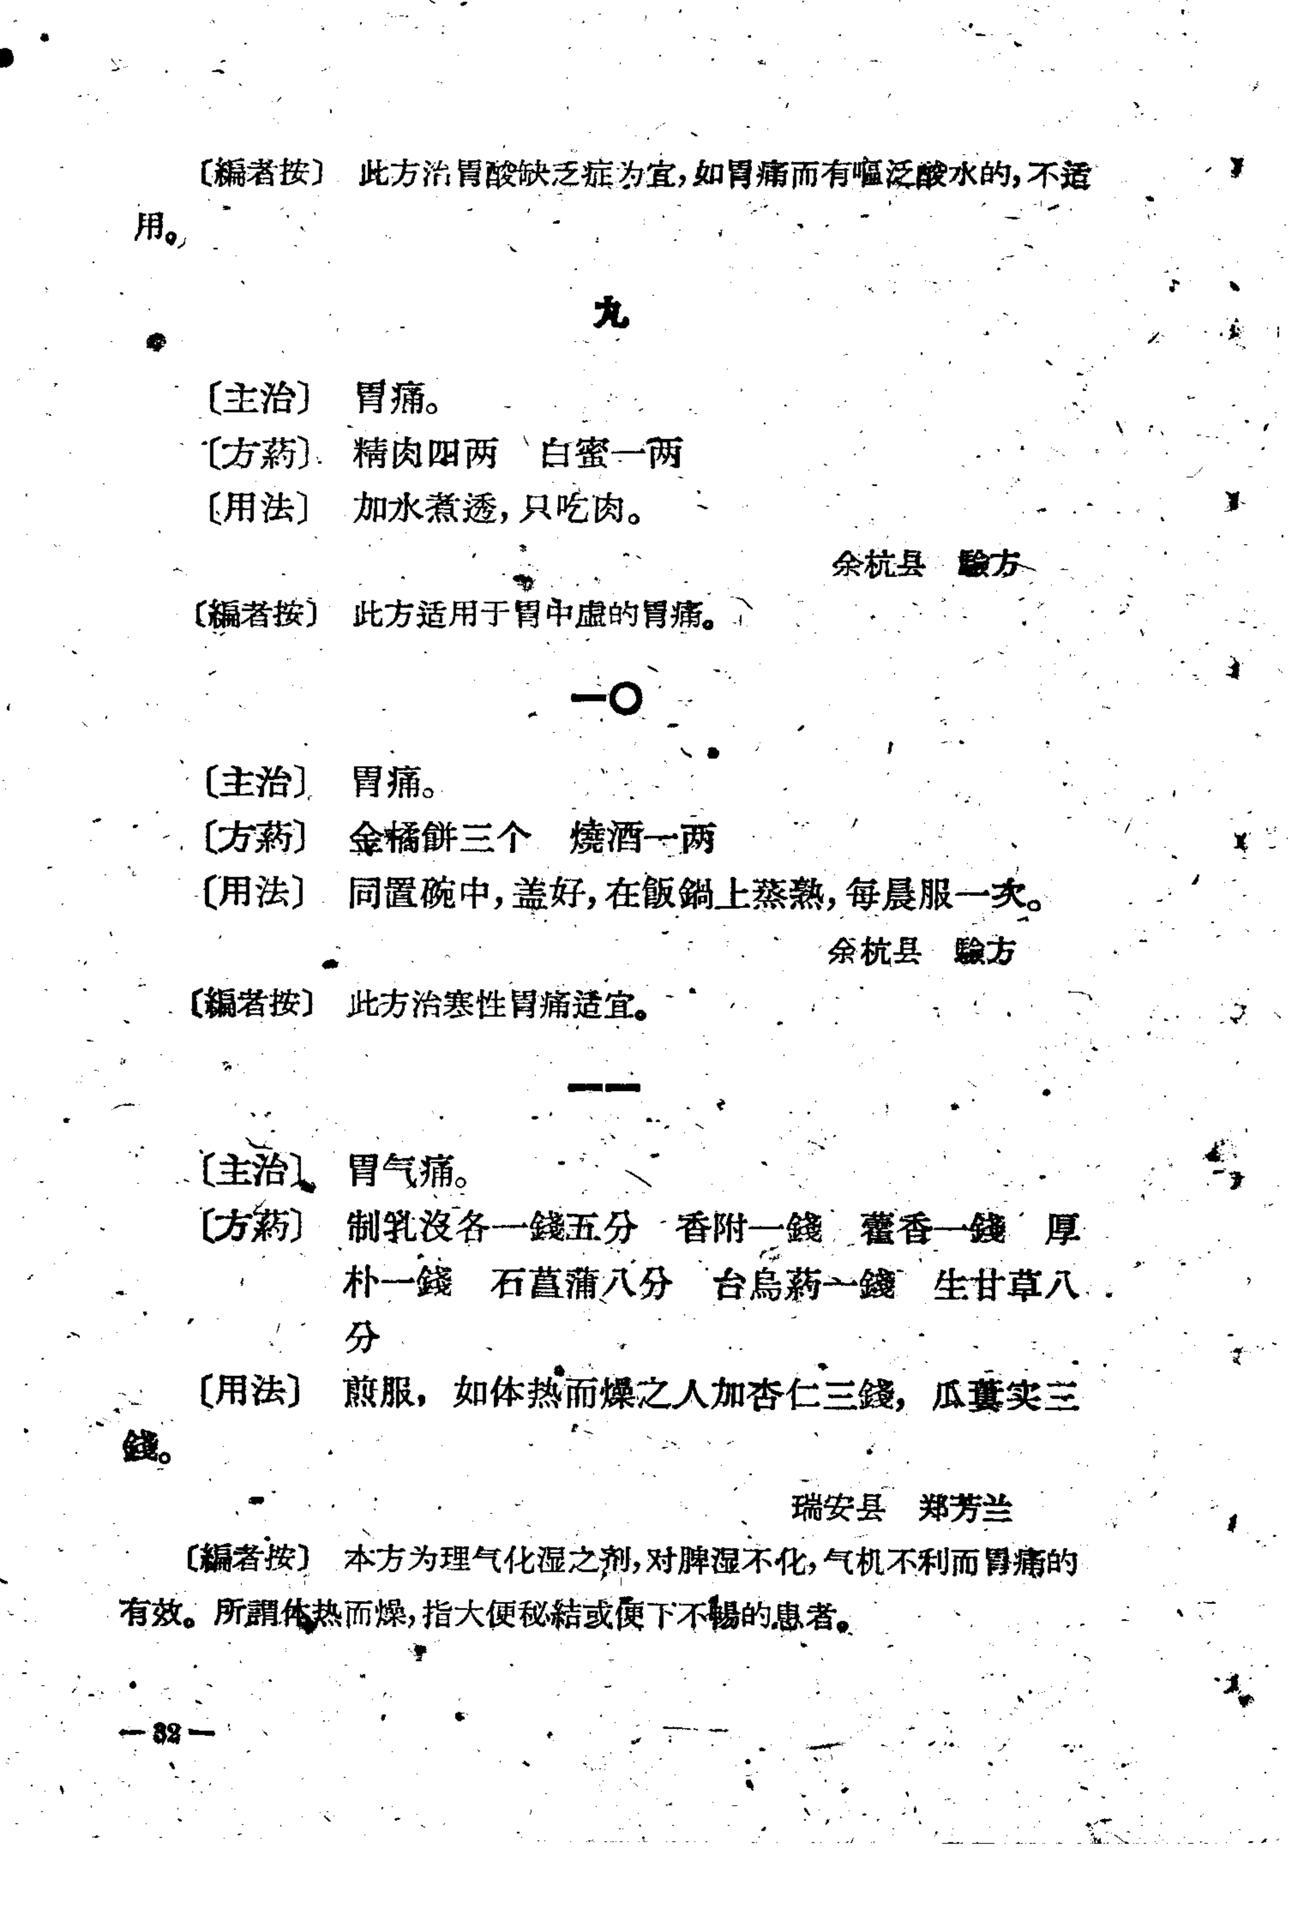 〔編者按〕 此方治胃酸缺乏症为宜，如胃痛而有嘔泛酸水的，不适
用。
九
〔主治〕 胃痛。
〔方葯〕 精肉四两 白蜜一两
〔用法〕 加水煮透，只吃肉。
余杭县 驗方
〔編者按〕 此方适用于胃中虚的胃痛。
一〇
〔主治〕 胃痛。
〔方葯〕 金橘餅三个 燒酒一两
〔用法〕 同置碗中，盖好，在飯鍋上蒸熟，每晨服一次。
余杭县 驗方
〔編者按〕 此方治寒性胃痛适宜。
一一
〔主治〕 胃气痛。
〔方葯〕 制乳沒各一錢五分 香附一錢 藿香一錢 厚
朴一錢 石菖蒲八分 台烏葯一錢 生甘草八
分
〔用法〕 煎服，如体热而燥之人加杏仁三錢，瓜蔞实三
錢。
瑞安县 郑芳兰
〔編者按〕 本方为理气化湿之剂，对脾湿不化，气机不利而胃痛的
有效。所謂体热而燥，指大便秘結或便下不暢的患者。
— 32 —